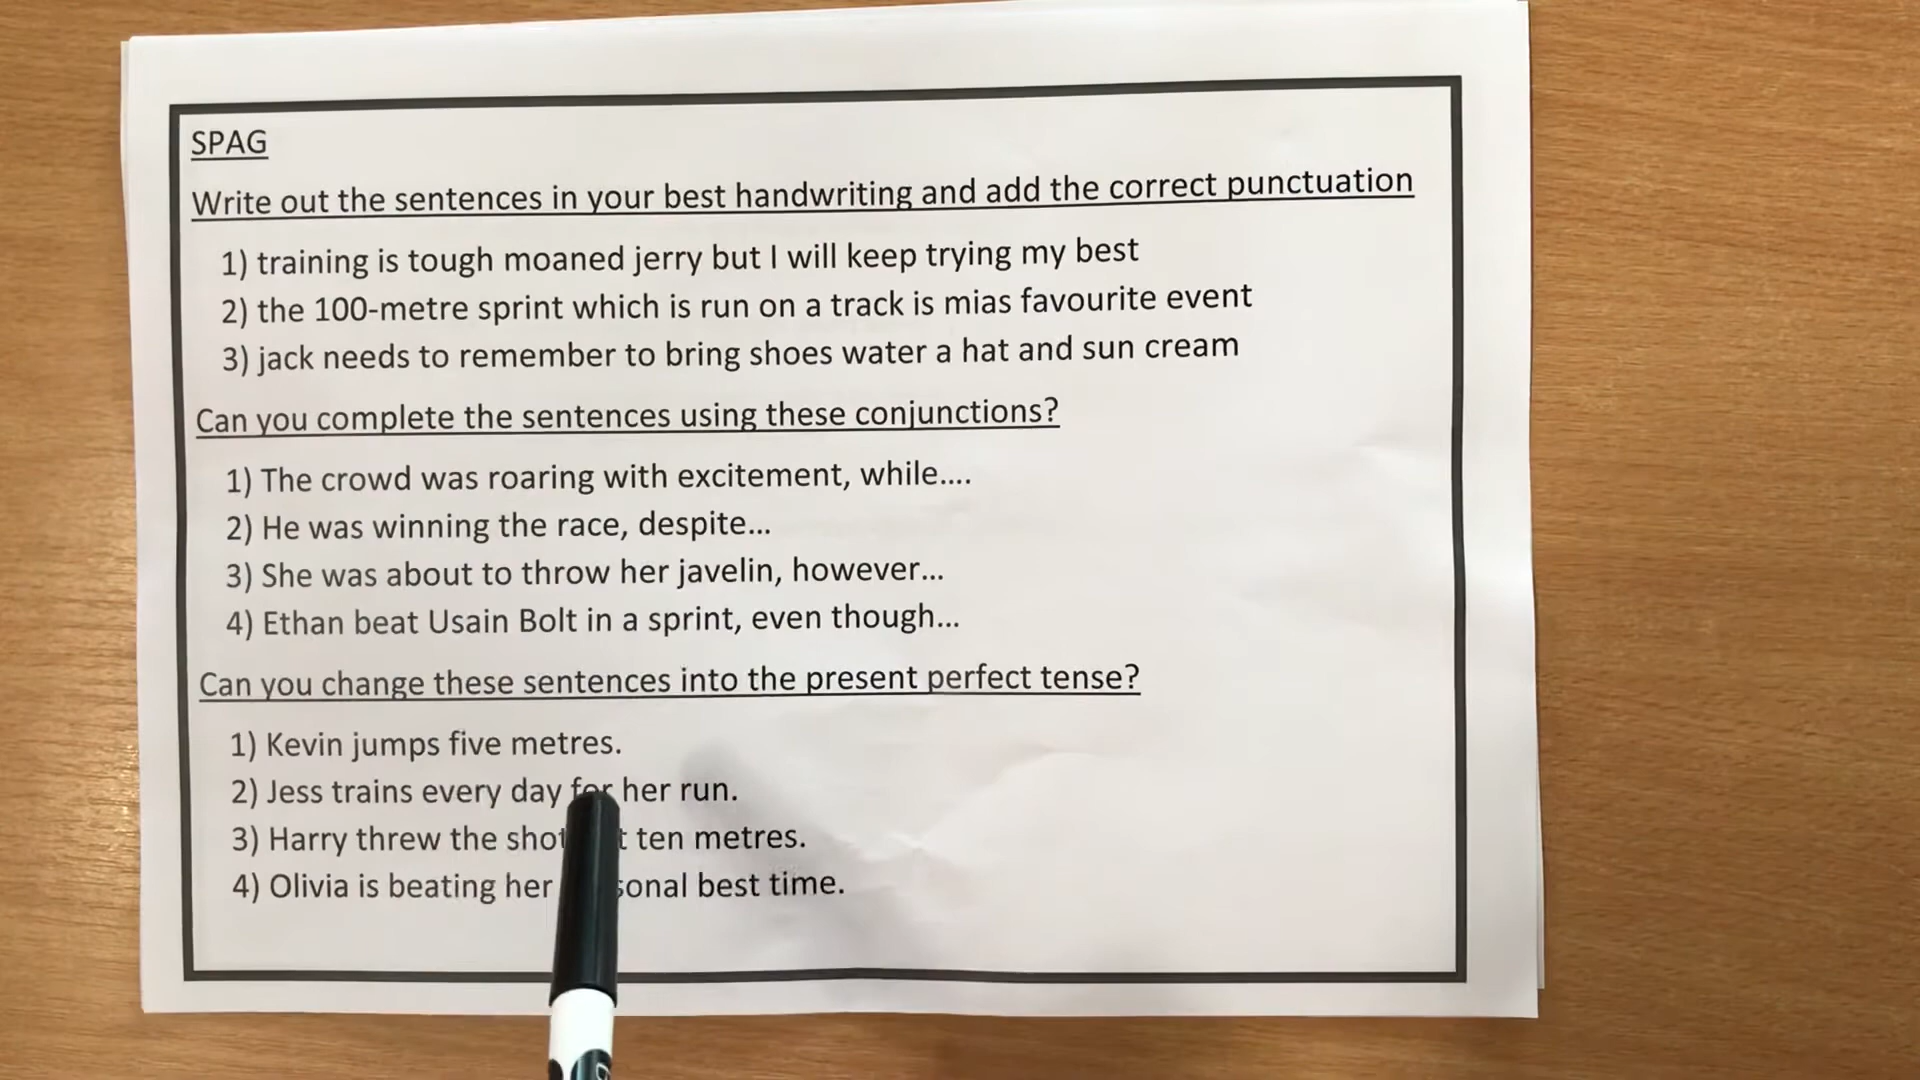 SPAG
Write out the sentences in your best handwriting and add the correct punctuation
1) training is tough moaned jerry but I will keep trying my best
2) the 100-metre sprint which is run on a track is mias favourite event
3) jack needs to remember to bring shoes water a hat and sun cream
Can you complete the sentences using these conjunctions?
1) The crowd was roaring with excitement, while....
2) He was winning the race, despite...
3) She was about to throw her javelin, however...
4) Ethan beat Usain Bolt in a sprint, even though...
Can you change these sentences into the present perfect tense?
1) Kevin jumps five metres.
2) Jess trains every day for her run.
3) Harry threw the ten metres.
4) Olivia is beating her best time.